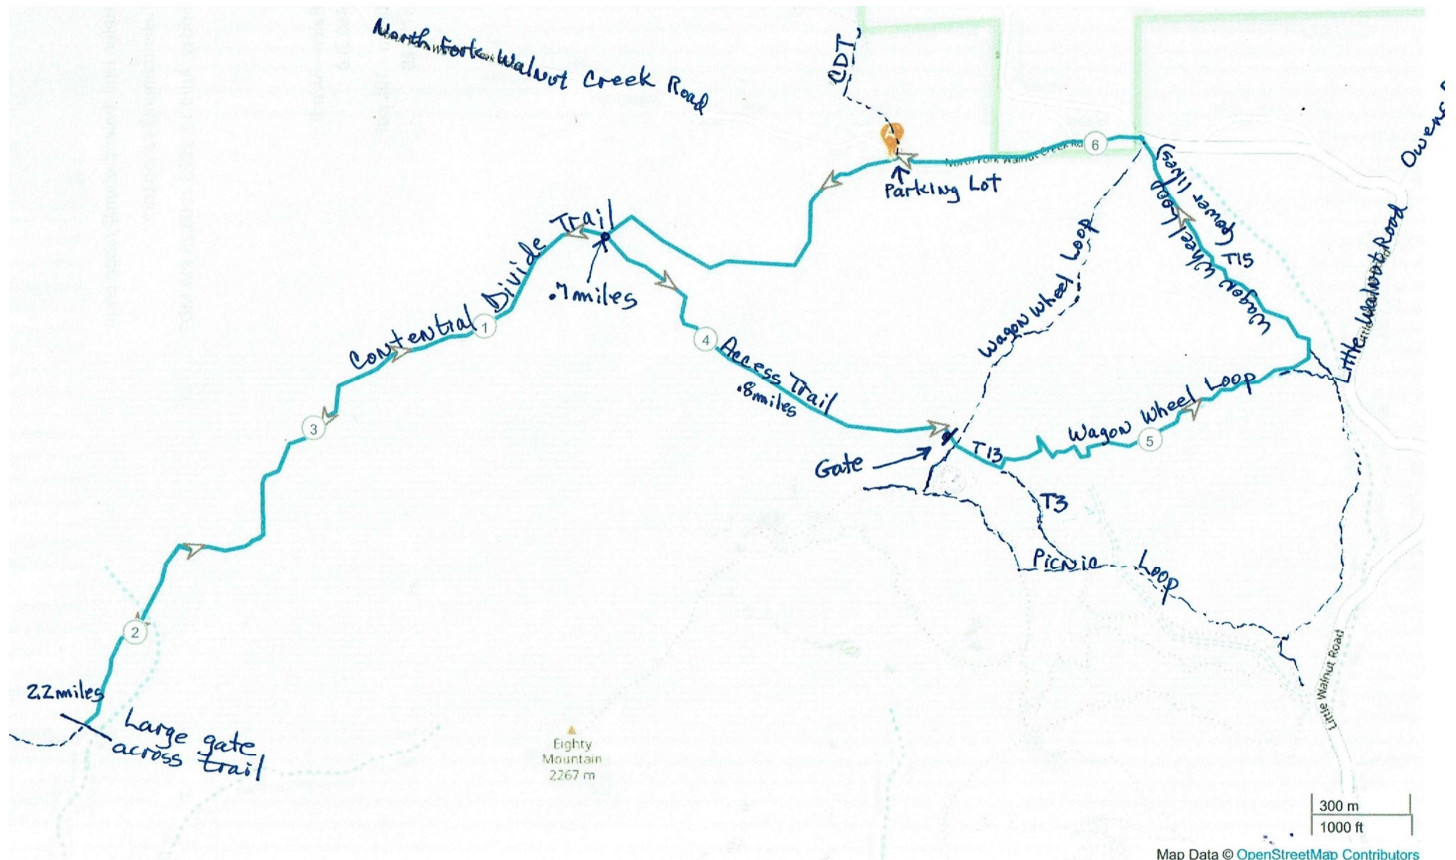 North Fork Walnut Creek Road
CDT
Owens
6
North Fork Walnut Creek Rd
Parking Lot
(power lines)
Wagon Wheel Loop
T15
Little Walnut Road
Contential Divide Trail
.7miles
1
Wagon Wheel Loop
4
Access Trail
.8miles
3
Wagon Wheel Loop
5
Gate
T13
T3
Picnic Loop
2
2.2miles
Large gate
across trail
Eighty
Mountain
2267 m
Little Walnut Road
300 m
1000 ft
Map Data © OpenStreetMap Contributors